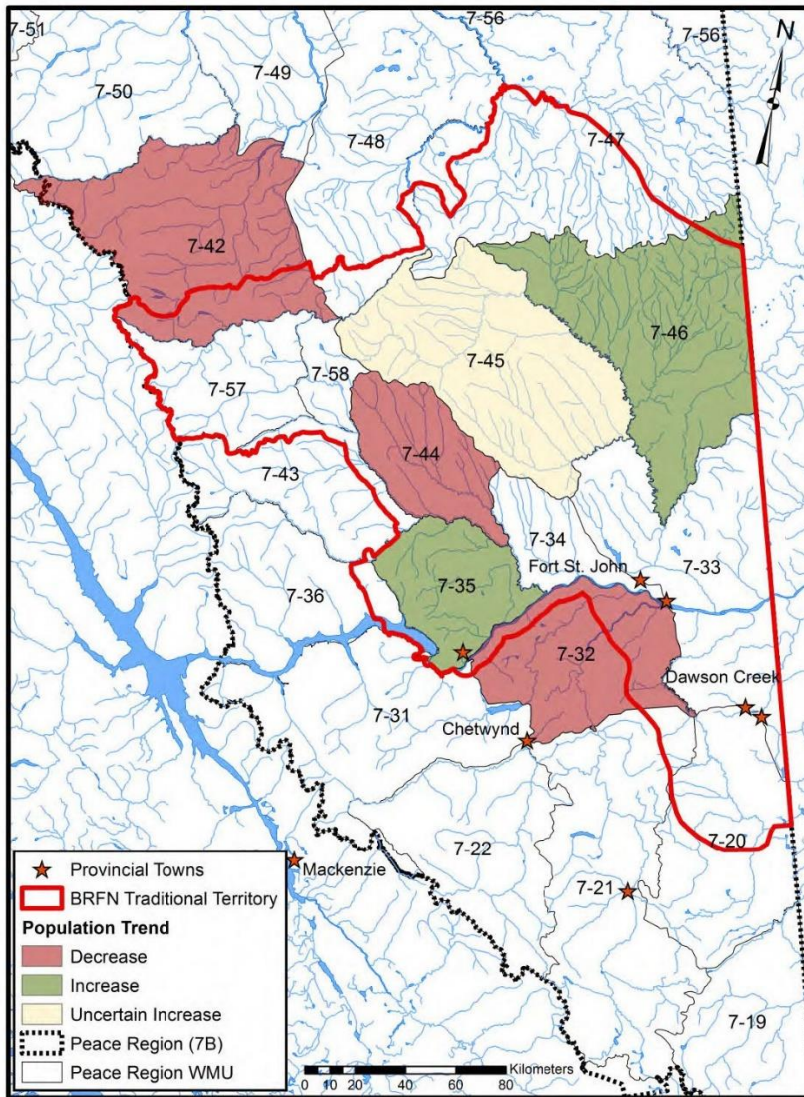 7-51
7-56
7-56
N
7-49
7-50
7-48
7-47
7-42
7-46
7-45
7-58
7-57
7-44
7-43
7-34
Fort St. John
7-33
7-35
7-36
7-32
Dawson Creek
7-31
Chetwynd
7-20
7-22
Mackenzie
7-21
7-19
Provincial Towns
BRFN Traditional Territory
Population Trend
Decrease
Increase
Uncertain Increase
Peace Region (7B)
Peace Region WMU
Kilometers
0 10 20 40 60 80